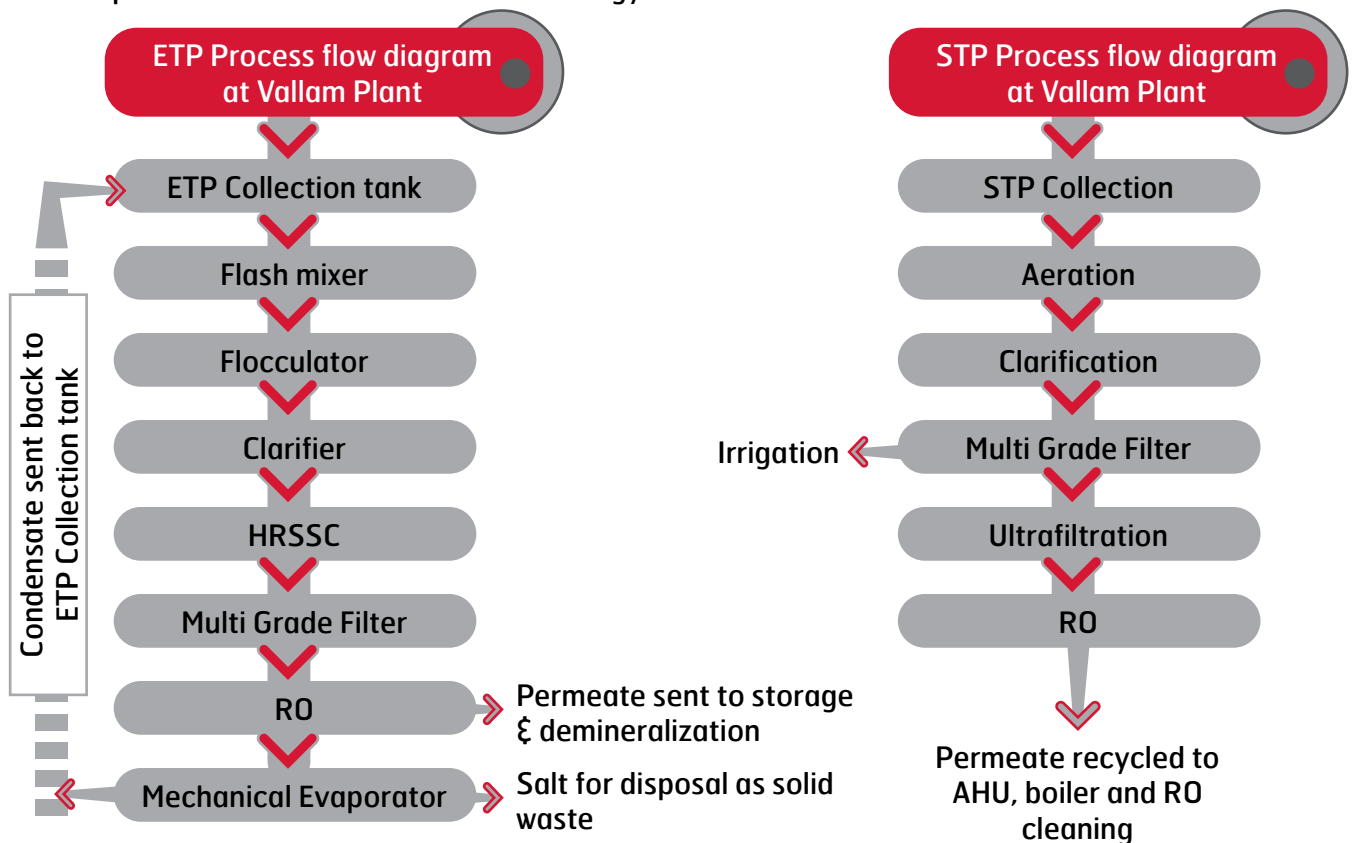 ETP Process flow diagram
at Vallam Plant
ETP Collection tank
Flash mixer
Flocculator
Clarifier
HRSSC
Multi Grade Filter
RO
Permeate sent to storage
& demineralization
Mechanical Evaporator
Salt for disposal as solid
waste
Condensate sent back to
ETP Collection tank
STP Process flow diagram
at Vallam Plant
STP Collection
Aeration
Clarification
Multi Grade Filter
Irrigation
Ultrafiltration
RO
Permeate recycled to
AHU, boiler and RO
cleaning